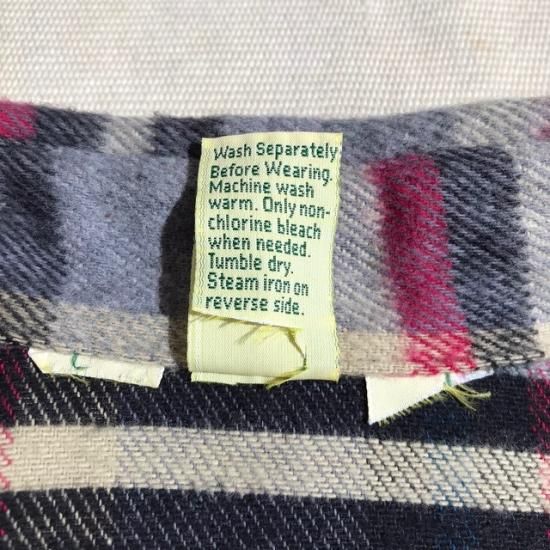 Wash Separately
Before Wearing.
Machine wash
warm. Only non-
chlorine bleach
when needed.
Tumble dry.
Steam iron on
reverse side.